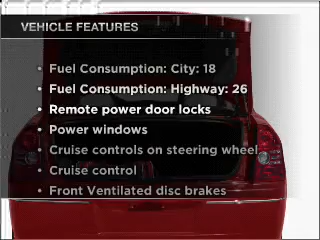 VEHICLE FEATURES
• Fuel Consumption: City: 18
• Fuel Consumption: Highway: 26
• Remote power door locks
• Power windows
• Cruise controls on steering wheel
• Cruise control
• Front Ventilated disc brakes